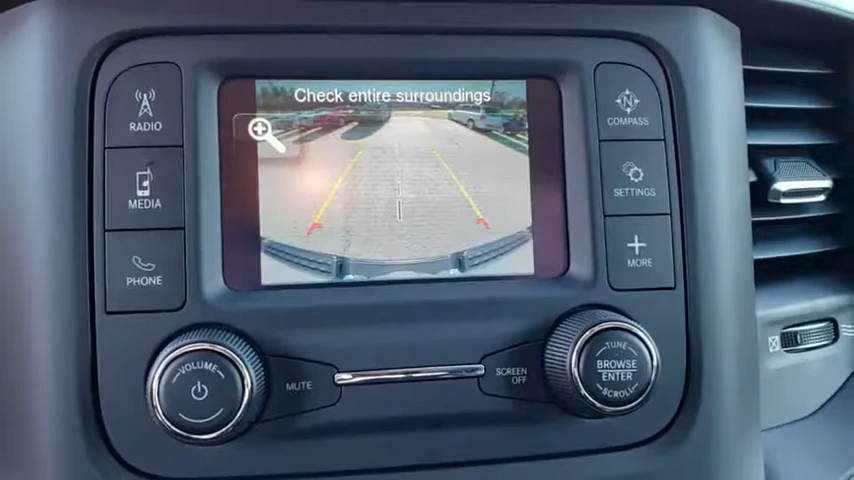 Check entire surroundings
RADIO
MEDIA
PHONE
N
COMPASS
SETTINGS
MORE
VOLUME
MUTE
SCREEN
OFF
TUNE
BROWSE
ENTER
SCROLL